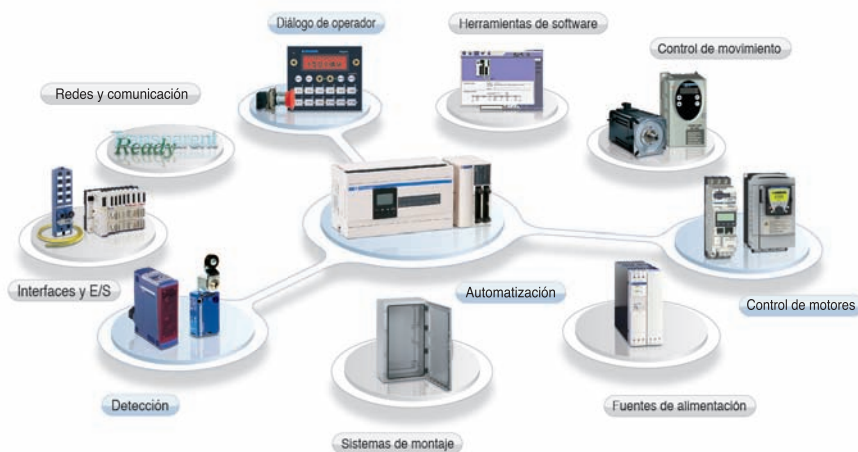 Diálogo de operador
Herramientas de software
Control de movimiento
Redes y comunicación
Transparent
Ready
Interfaces y E/S
Automatización
Control de motores
Detección
Fuentes de alimentación
Sistemas de montaje